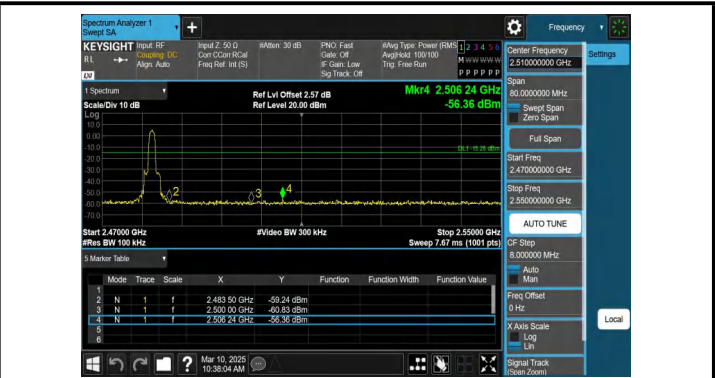 Spectrum Analyzer 1
Swept SA
+
Frequency
KEYSIGHT
RL
LXI
Input: RF
Coupling: DC
Align: Auto
Input Z: 50 Ω
Corr CCorr RCal
Freq Ref: Int (S)
#Atten: 30 dB
PNO: Fast
Gate: Off
IF Gain: Low
Sig Track: Off
#Avg Type: Power (RMS
Avg|Hold: 100/100
Trig: Free Run
1 2 3 4 5 6
M W W W W W
P P P P P P
1 Spectrum
Scale/Div 10 dB
Ref Lvl Offset 2.57 dB
Ref Level 20.00 dBm
Mkr4 2.506 24 GHz
-56.36 dBm
Log
10.0
0.00
-10.0
-20.0
-30.0
-40.0
-50.0
-60.0
-70.0
2
3
4
Start 2.47000 GHz
#Res BW 100 kHz
#Video BW 300 kHz
Stop 2.55000 GHz
Sweep 7.67 ms (1001 pts)
5 Marker Table
Mode Trace Scale X Y Function Function Width Function Value
1
2 N 1 f 2.483 50 GHz -59.24 dBm
3 N 1 f 2.500 00 GHz -60.83 dBm
4 N 1 f 2.506 24 GHz -56.36 dBm
5
6
?
Mar 10, 2025
10:38:04 AM
Center Frequency
2.510000000 GHz
Settings
Span
80.0000000 MHz
Swept Span
Zero Span
Full Span
Start Freq
2.470000000 GHz
Stop Freq
2.550000000 GHz
AUTO TUNE
CF Step
8.000000 MHz
Auto
Man
Freq Offset
0 Hz
X Axis Scale
Log
Lin
Signal Track
(Span Zoom)
Local